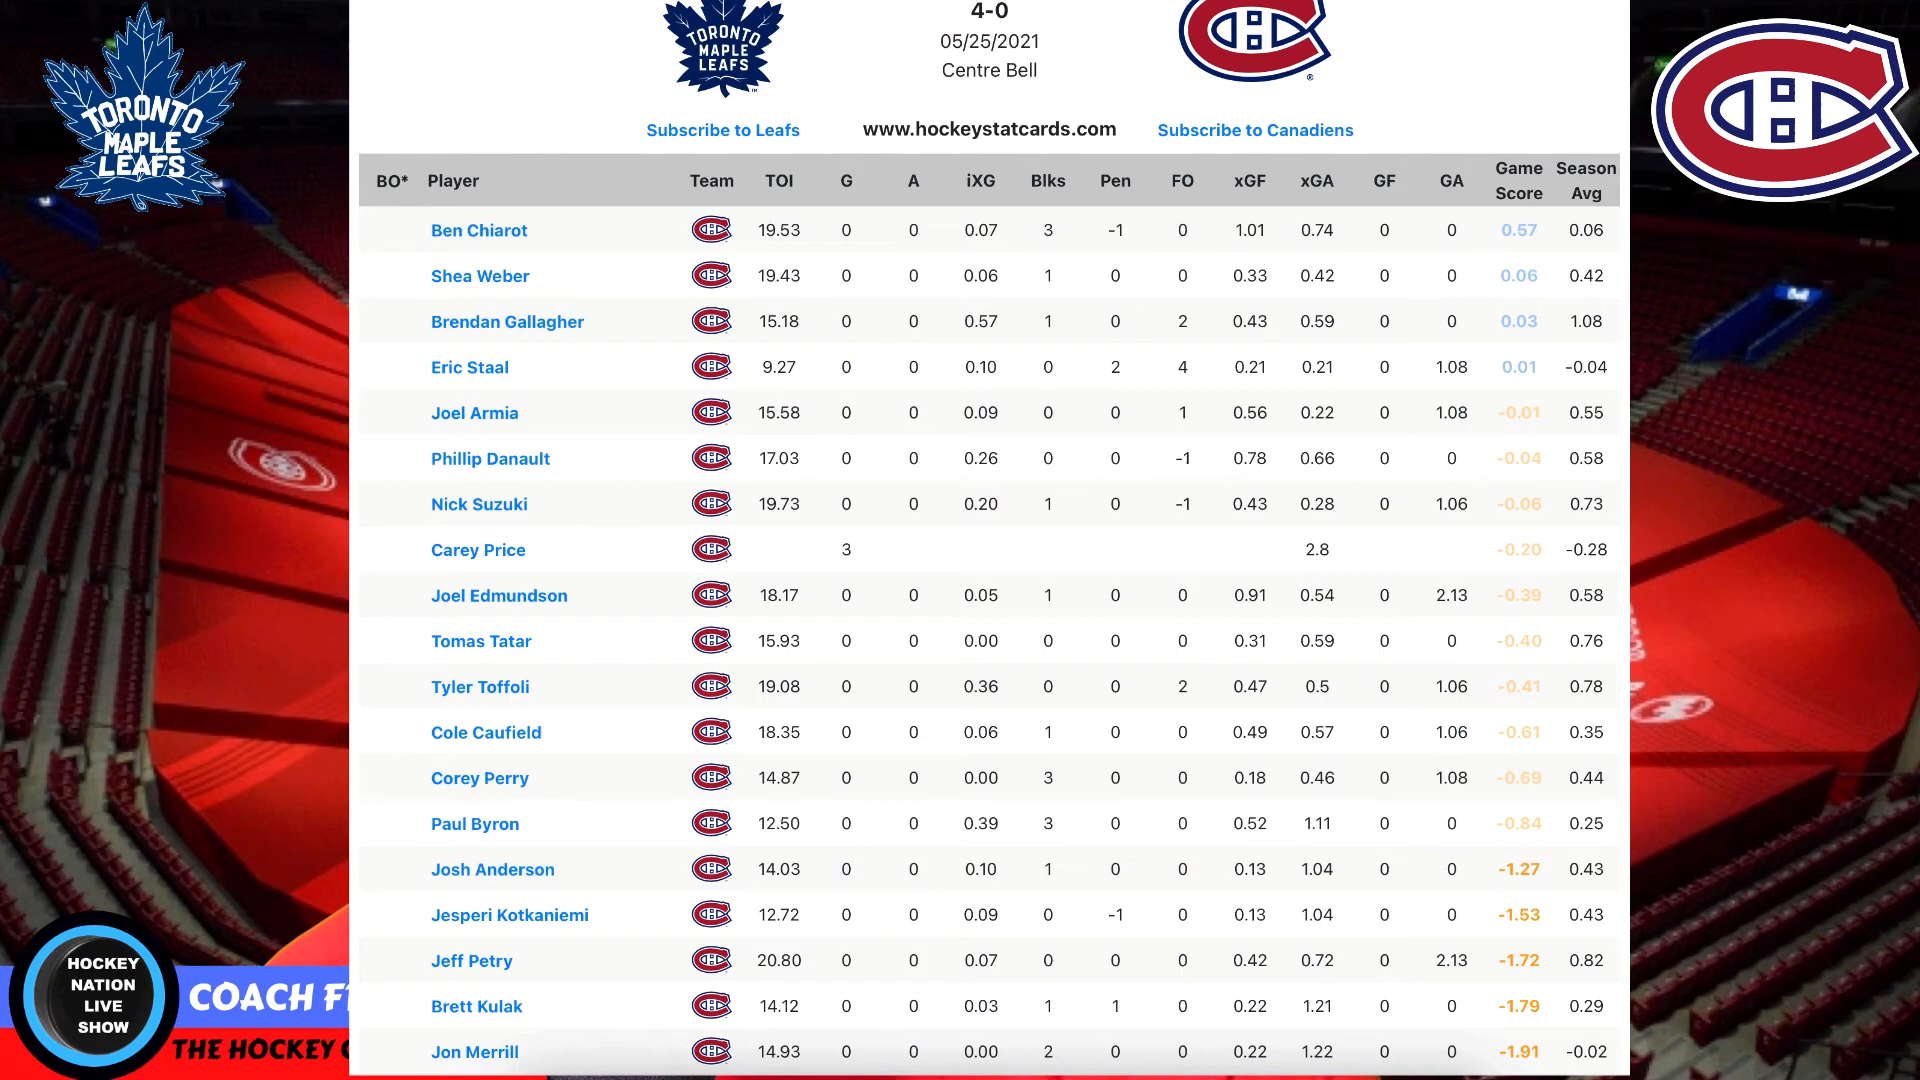 TORONTO
MAPLE
LEAFS
4-0
05/25/2021
Centre Bell
TORONTO
MAPLE
LEAFS
Subscribe to Leafs
www.hockeystatcards.com
Subscribe to Canadiens
BO* Player Team TOI G A iXG Blks Pen FO xGF xGA GF GA Game Score Season Avg
Ben Chiarot 19.53 0 0 0.07 3 -1 0 1.01 0.74 0 0 0.57 0.06
Shea Weber 19.43 0 0 0.06 1 0 0 0.33 0.42 0 0 0.06 0.42
Brendan Gallagher 15.18 0 0 0.57 1 0 2 0.43 0.59 0 0 0.03 1.08
Eric Staal 9.27 0 0 0.10 0 2 4 0.21 0.21 0 1.08 0.01 -0.04
Joel Armia 15.58 0 0 0.09 0 0 1 0.56 0.22 0 1.08 -0.01 0.55
Phillip Danault 17.03 0 0 0.26 0 0 -1 0.78 0.66 0 0 -0.04 0.58
Nick Suzuki 19.73 0 0 0.20 1 0 -1 0.43 0.28 0 1.06 -0.06 0.73
Carey Price 3 2.8 -0.20 -0.28
Joel Edmundson 18.17 0 0 0.05 1 0 0 0.91 0.54 0 2.13 -0.39 0.58
Tomas Tatar 15.93 0 0 0.00 0 0 0 0.31 0.59 0 0 -0.40 0.76
Tyler Toffoli 19.08 0 0 0.36 0 0 2 0.47 0.5 0 1.06 -0.41 0.78
Cole Caufield 18.35 0 0 0.06 1 0 0 0.49 0.57 0 1.06 -0.61 0.35
Corey Perry 14.87 0 0 0.00 3 0 0 0.18 0.46 0 1.08 -0.69 0.44
Paul Byron 12.50 0 0 0.39 3 0 0 0.52 1.11 0 0 -0.84 0.25
Josh Anderson 14.03 0 0 0.10 1 0 0 0.13 1.04 0 0 -1.27 0.43
Jesperi Kotkaniemi 12.72 0 0 0.09 0 -1 0 0.13 1.04 0 0 -1.53 0.43
Jeff Petry 20.80 0 0 0.07 0 0 0 0.42 0.72 0 2.13 -1.72 0.82
Brett Kulak 14.12 0 0 0.03 1 1 0 0.22 1.21 0 0 -1.79 0.29
Jon Merrill 14.93 0 0 0.00 2 0 0 0.22 1.22 0 0 -1.91 -0.02
HOCKEY
NATION
LIVE
SHOW
COACH
THE HOCKEY